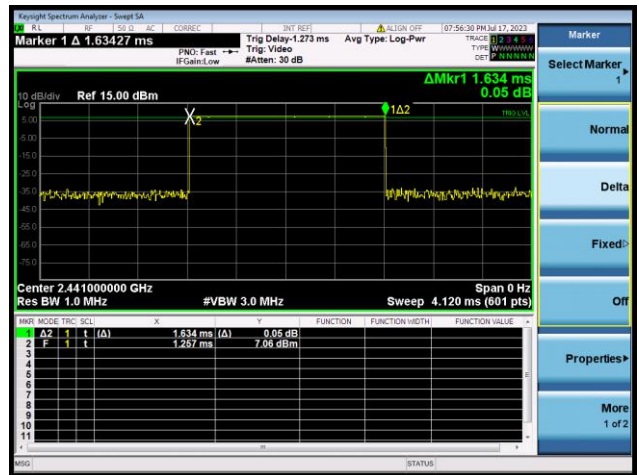 Keysight Spectrum Analyzer - Swept SA
RL RF 50 Ω AC CORREC INT REF ALIGN OFF 07:56:30 PM Jul 17, 2023
Marker 1 Δ 1.63427 ms
PNO: Fast
IFGain:Low
Trig Delay-1.273 ms
Trig: Video
#Atten: 30 dB
Avg Type: Log-Pwr
TRACE 1 2 3 4 5 6
TYPE WWWWWW
DET P N N N N N
ΔMkr1 1.634 ms
0.05 dB
10 dB/div Ref 15.00 dBm
Log
5.00
-5.00
-15.0
-25.0
-35.0
-45.0
-55.0
-65.0
-75.0
X2
1Δ2
TRIG LVL
Center 2.441000000 GHz Span 0 Hz
Res BW 1.0 MHz #VBW 3.0 MHz Sweep 4.120 ms (601 pts)
MKR MODE TRC SCL X Y FUNCTION FUNCTION WIDTH FUNCTION VALUE
1 Δ2 1 t (Δ) 1.634 ms (Δ) 0.05 dB
2 F 1 t 1.257 ms 7.06 dBm
3
4
5
6
7
8
9
10
11
MSG STATUS
Marker
Select Marker
1
Normal
Delta
Fixed
Off
Properties
More
1 of 2